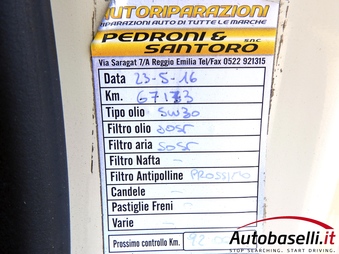 AUTORIPARAZIONI
RIPARAZIONI AUTO DI TUTTE LE MARCHE
PEDRONI & SANTORO s.n.c.
Via Saragat 7/A Reggio Emilia Tel/Fax 0522 921315
Data 23-5-16
Km. 67173
Tipo olio 5W30
Filtro olio SOST
Filtro aria SOST
Filtro Nafta -
Filtro Antipolline PROSSIMO
Candele -
Pastiglie Freni -
Varie -
Prossimo controllo Km. 92
Autobaselli.it
STOP SEARCHING. START DRIVING.